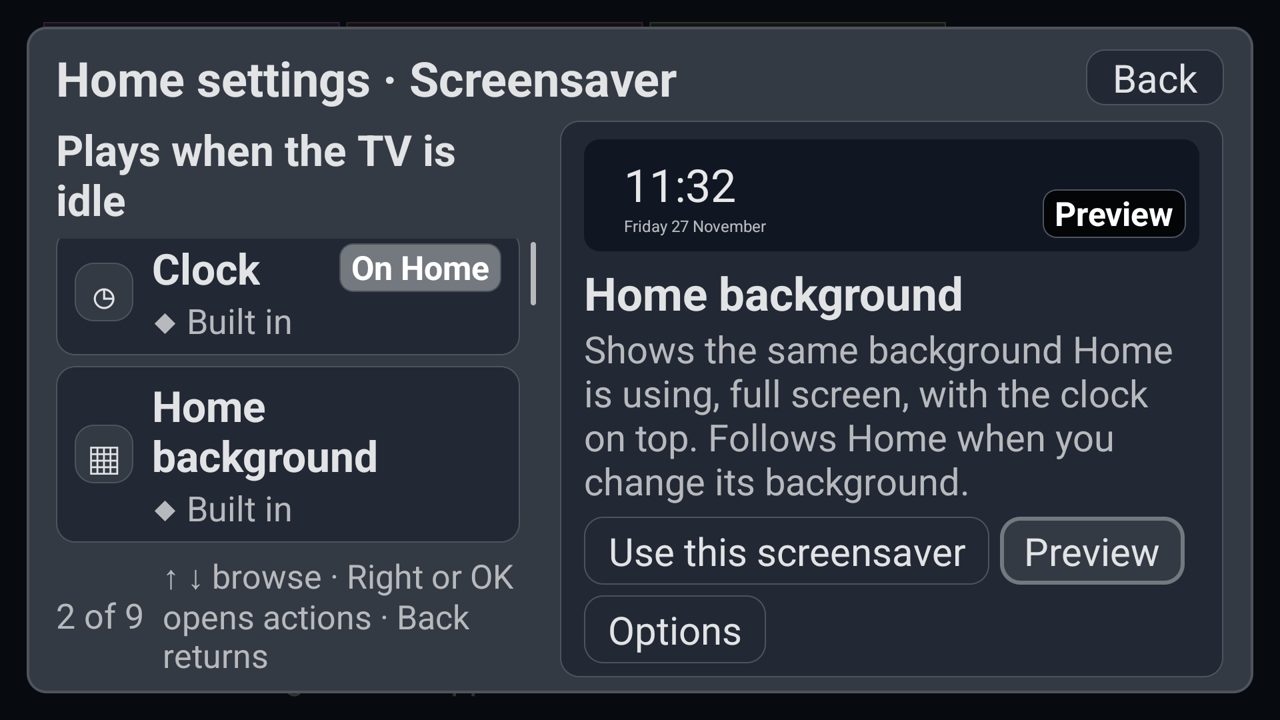 Home settings · Screensaver
Back
Plays when the TV is
idle
Clock
On Home
◆ Built in
Home
background
◆ Built in
2 of 9
↑ ↓ browse · Right or OK
opens actions · Back
returns
11:32
Friday 27 November
Preview
Home background
Shows the same background Home
is using, full screen, with the clock
on top. Follows Home when you
change its background.
Use this screensaver
Preview
Options